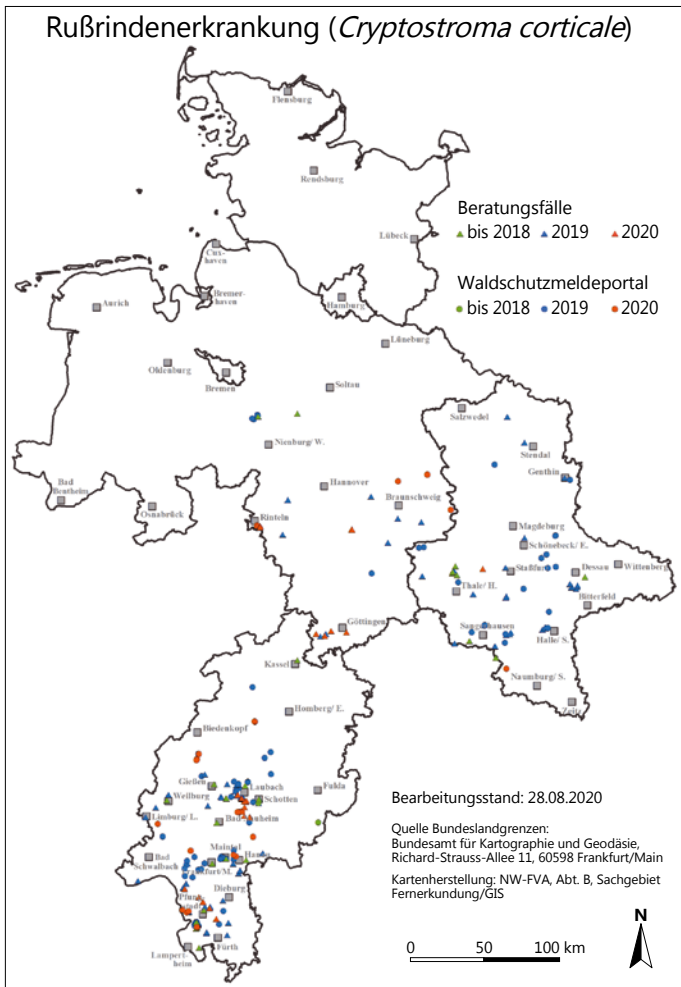 Rußrindenerkrankung (Cryptostroma corticale)
Flensburg
Rendsburg
Beratungsfälle
bis 2018 2019 2020
Lübeck
Cux-
haven
Waldschutzmeldeportal
bis 2018 2019 2020
Bremer-
haven
Hamburg
Aurich
Lüneburg
Oldenburg
Bremen
Soltau
Salzwedel
Nienburg/ W.
Stendal
Genthin
Bad
Bentheim
Hannover
Osnabrück
Braunschweig
Rinteln
Magdeburg
Schönebeck/ E.
Staßfurt
Dessau
Wittenberg
Thale/ H.
Bitterfeld
Göttingen
Sangerhausen
Halle/ S.
Kassel
Naumburg/ S.
Zeitz
Homberg/ E.
Biedenkopf
Gießen
Laubach
Fulda
Weilburg
Schotten
Limburg/ L.
Bad Nauheim
Bearbeitungsstand: 28.08.2020
Quelle Bundeslandgrenzen:
Bundesamt für Kartographie und Geodäsie,
Richard-Strauss-Allee 11, 60598 Frankfurt/Main
Maintal
Hanau
Bad
Schwalbach
Frankfurt/M.
Kartenherstellung: NW-FVA, Abt. B, Sachgebiet
Fernerkundung/GIS
Dieburg
Pfung-
stadt
Fürth
Lampert-
heim
N
0 50 100 km